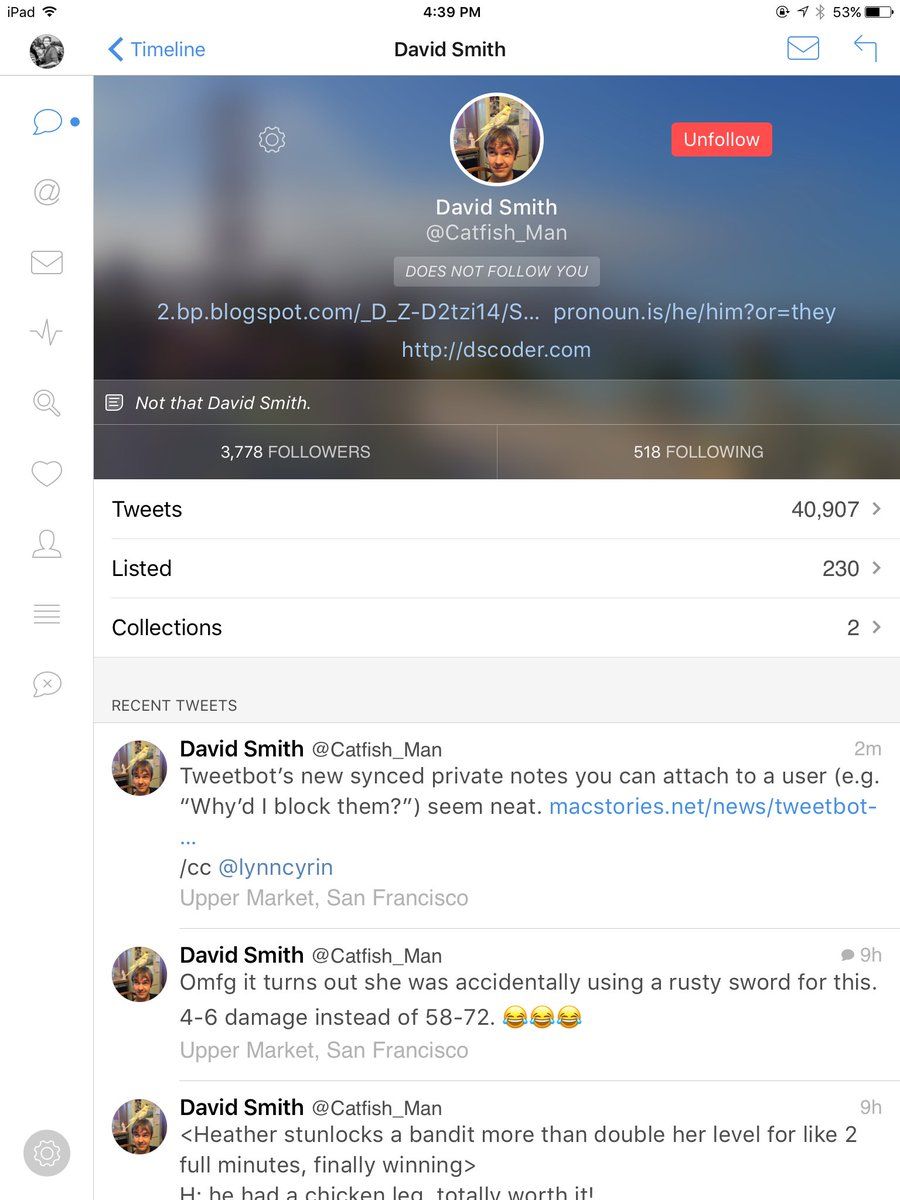 iPad 4:39 PM 53%
Timeline David Smith
Unfollow
David Smith
@Catfish_Man
DOES NOT FOLLOW YOU
2.bp.blogspot.com/_D_Z-D2tzi14/S... pronoun.is/he/him?or=they
http://dscoder.com
Not that David Smith.
3,778 FOLLOWERS 518 FOLLOWING
Tweets 40,907
Listed 230
Collections 2
RECENT TWEETS
David Smith @Catfish_Man 2m
Tweetbot’s new synced private notes you can attach to a user (e.g.
“Why’d I block them?”) seem neat. macstories.net/news/tweetbot-
...
/cc @lynncyrin
Upper Market, San Francisco
David Smith @Catfish_Man 9h
Omfg it turns out she was accidentally using a rusty sword for this.
4-6 damage instead of 58-72. 😂😂😂
Upper Market, San Francisco
David Smith @Catfish_Man 9h
<Heather stunlocks a bandit more than double her level for like 2
full minutes, finally winning>
H: he had a chicken leg, totally worth it!